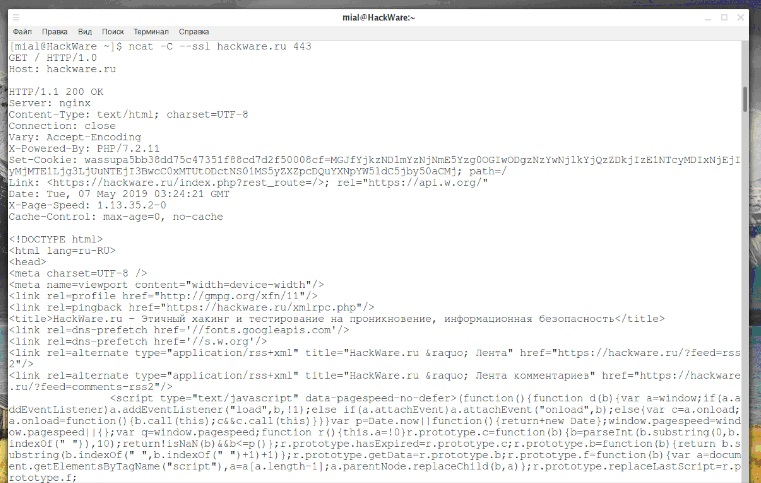 mial@HackWare:~
Файл Правка Вид Поиск Терминал Справка
[mial@HackWare ~]$ ncat -C --ssl hackware.ru 443
GET / HTTP/1.0
Host: hackware.ru
HTTP/1.1 200 OK
Server: nginx
Content-Type: text/html; charset=UTF-8
Connection: close
Vary: Accept-Encoding
X-Powered-By: PHP/7.2.11
Set-Cookie: path=/
Link: <https://hackware.ru/index.php?rest_route=/>; rel="https://api.w.org/"
Date: Tue, 07 May 2019 03:24:21 GMT
X-Page-Speed: 1.13.35.2-0
Cache-Control: max-age=0, no-cache
<!DOCTYPE html>
<html lang=ru-RU>
<head>
<meta charset=UTF-8 />
<meta name=viewport content="width=device-width"/>
<link rel=profile href="http://gmpg.org/xfn/11"/>
<link rel=pingback href="https://hackware.ru/xmlrpc.php"/>
<title>HackWare.ru - Этичный хакинг и тестирование на проникновение, информационная безопасность</title>
<link rel=dns-prefetch href='//fonts.googleapis.com'/>
<link rel=dns-prefetch href='//s.w.org'/>
<link rel=alternate type="application/rss+xml" title="HackWare.ru &raquo; Лента" href="https://hackware.ru/?feed=rss
2"/>
<link rel=alternate type="application/rss+xml" title="HackWare.ru &raquo; Лента комментариев" href="https://hackwar
e.ru/?feed=comments-rss2"/>
<script type="text/javascript" data-pagespeed-no-defer>(function(){function d(b){var a=window;if(a.a
ddEventListener)a.addEventListener("load",b,!1);else if(a.attachEvent)a.attachEvent("onload",b);else{var c=a.onload;
a.onload=function(){b.call(this);c&&c.call(this)}}}var p=Date.now||function(){return+new Date};window.pagespeed=wind
ow.pagespeed||{};var q=window.pagespeed;function r(){this.a=!0}r.prototype.c=function(b){b=parseInt(b.substring(0,b.
indexOf(" ")),10);return!isNaN(b)&&b<=p()};r.prototype.hasExpired=r.prototype.c;r.prototype.b=function(b){return b.su
bstring(b.indexOf(" ",b.indexOf(" ")+1)+1)};r.prototype.getData=r.prototype.b;r.prototype.f=function(b){var a=docum
ent.getElementsByTagName("script"),a=a[a.length-1];a.parentNode.replaceChild(b,a)};r.prototype.replaceLastScript=r.p
rototype.f;